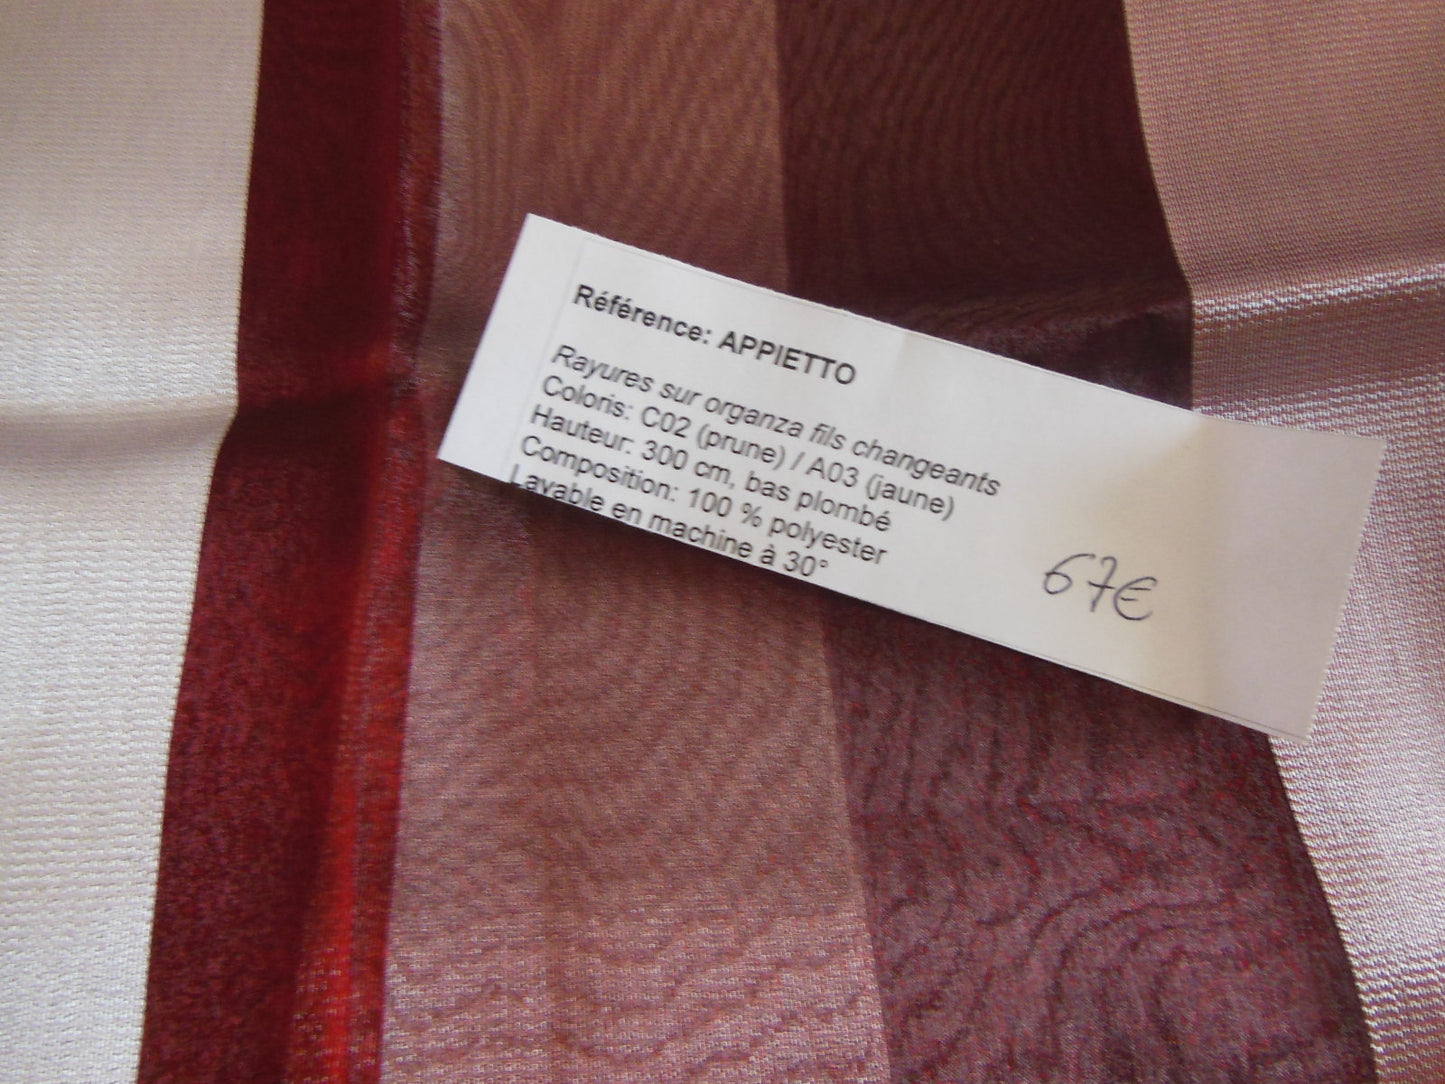 Référence: APPIETTO
Rayures sur organza fils changeants
Coloris: C02 (prune) / A03 (jaune)
Hauteur: 300 cm, bas plombé
Composition: 100 % polyester
Lavable en machine à 30°
67€